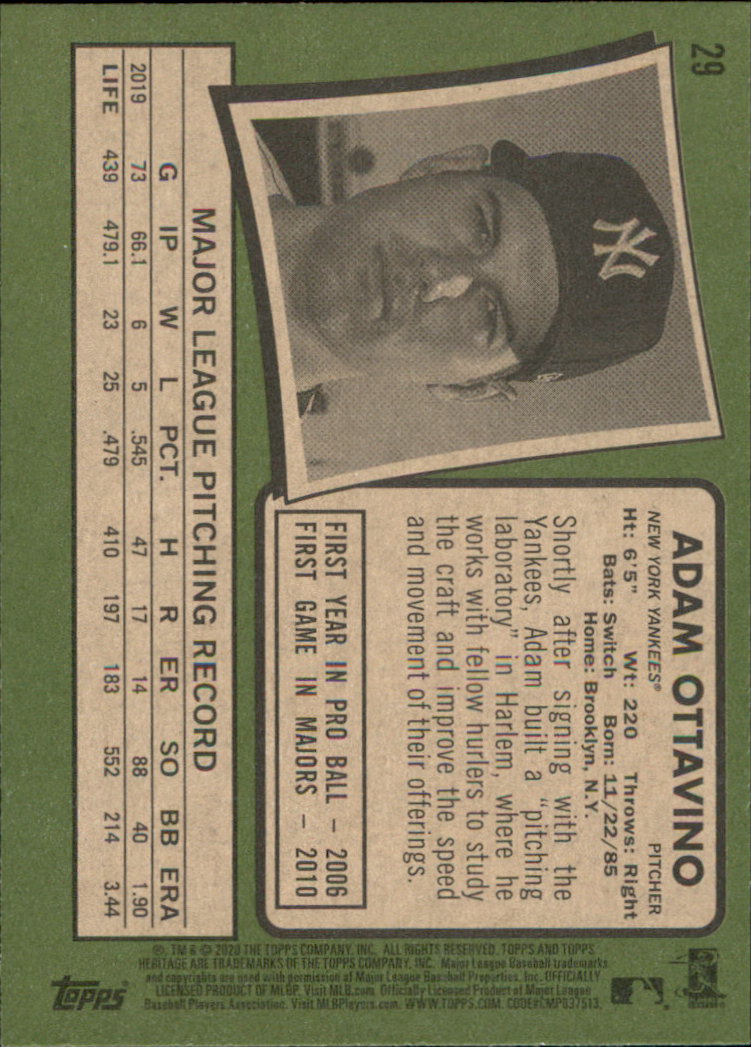 29
ADAM OTTAVINO
NEW YORK YANKEES® PITCHER
Ht: 6'5" Wt: 220 Throws: Right
Bats: Switch Born: 11/22/85
Home: Brooklyn, N.Y.
Shortly after signing with the
Yankees, Adam built a "pitching
laboratory" in Harlem, where he
works with fellow hurlers to study
the craft and improve the speed
and movement of their offerings.
FIRST YEAR IN PRO BALL – 2006
FIRST GAME IN MAJORS – 2010
NY
MAJOR LEAGUE PITCHING RECORD
G IP W L PCT. H R ER SO BB ERA
2019 73 66.1 6 5 .545 47 17 14 88 40 1.90
LIFE 439 479.1 23 25 .479 410 197 183 552 214 3.44
®, TM & © 2020 THE TOPPS COMPANY, INC. ALL RIGHTS RESERVED. TOPPS AND TOPPS
HERITAGE ARE TRADEMARKS OF THE TOPPS COMPANY, INC. Major League Baseball trademarks
and copyrights are used with permission of Major League Baseball Properties, Inc. OFFICIALLY
LICENSED PRODUCT OF MLBP. Visit MLB.com. Officially Licensed Product of Major League
Baseball Players Association. Visit MLBPlayers.com. WWW.TOPPS.COM. CODE#CMP037513.
topps